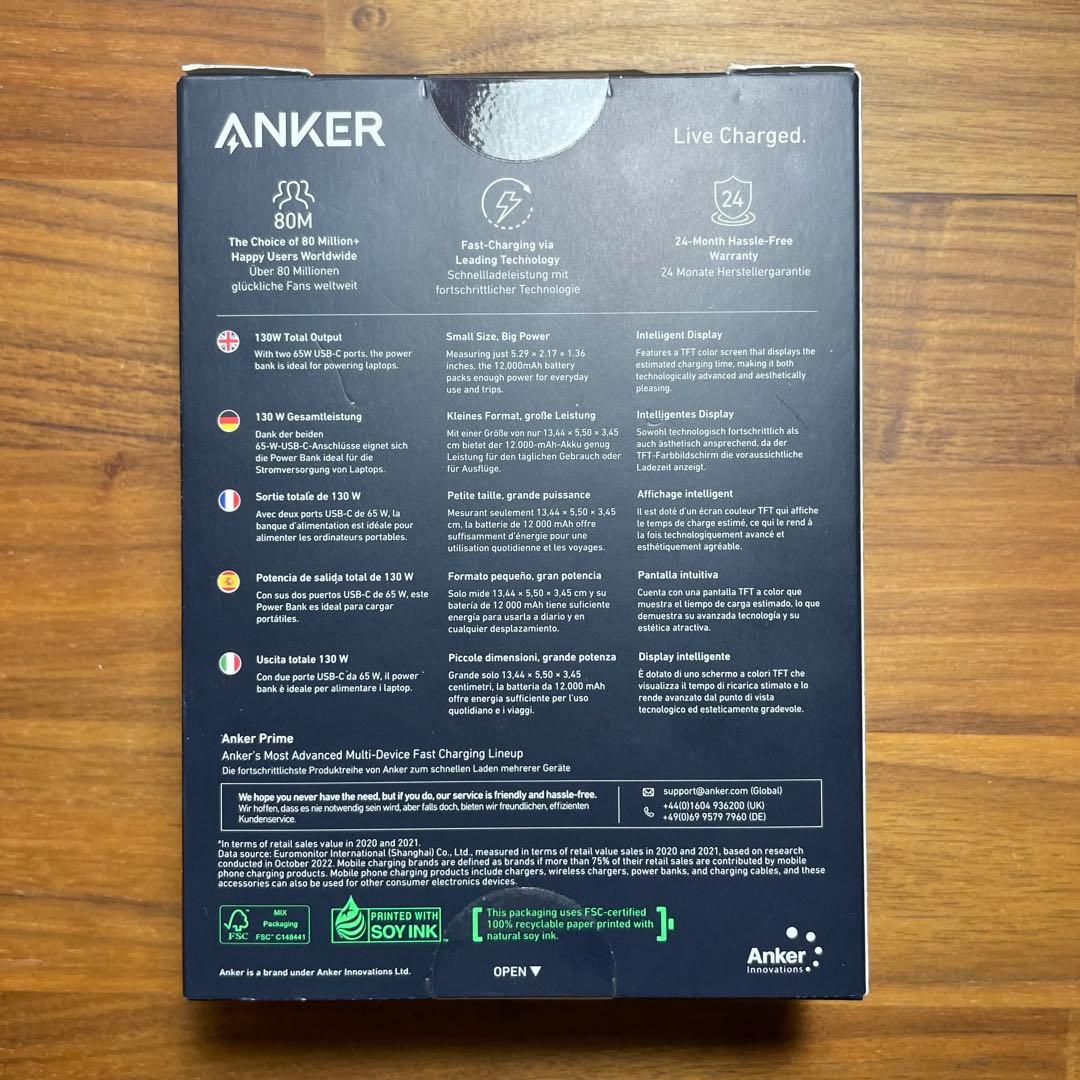 ANKER
Live Charged.
80M
The Choice of 80 Million+
Happy Users Worldwide
Über 80 Millionen
glückliche Fans weltweit
Fast-Charging via
Leading Technology
Schnellladeleistung mit
fortschrittlicher Technologie
24
24-Month Hassle-Free
Warranty
24 Monate Herstellergarantie
130W Total Output
With two 65W USB-C ports, the power
bank is ideal for powering laptops.
Small Size, Big Power
Measuring just 5.29 × 2.17 × 1.36
inches, the 12,000mAh battery
packs enough power for everyday
use and trips.
Intelligent Display
Features a TFT color screen that displays the
estimated charging time, making it both
technologically advanced and aesthetically
pleasing.
130 W Gesamtleistung
Dank der beiden
65-W-USB-C-Anschlüsse eignet sich
die Power Bank ideal für die
Stromversorgung von Laptops.
Kleines Format, große Leistung
Mit einer Größe von nur 13,44 × 5,50 × 3,45
cm bietet der 12.000-mAh-Akku genug
Leistung für den täglichen Gebrauch oder
für Ausflüge.
Intelligentes Display
Sowohl technologisch fortschrittlich als
auch ästhetisch ansprechend, da der
TFT-Farbbildschirm die voraussichtliche
Ladezeit anzeigt.
Sortie totale de 130 W
Avec deux ports USB-C de 65 W, la
banque d'alimentation est idéale pour
alimenter les ordinateurs portables.
Petite taille, grande puissance
Mesurant seulement 13,44 × 5,50 × 3,45
cm, la batterie de 12 000 mAh offre
suffisamment d'énergie pour une
utilisation quotidienne et les voyages.
Affichage intelligent
Il est doté d'un écran couleur TFT qui affiche
le temps de charge estimé, ce qui le rend à
la fois technologiquement avancé et
esthétiquement agréable.
Potencia de salida total de 130 W
Con sus dos puertos USB-C de 65 W, este
Power Bank es ideal para cargar
portátiles.
Formato pequeño, gran potencia
Solo mide 13,44 × 5,50 × 3,45 cm y su
batería de 12 000 mAh tiene suficiente
energía para usarla a diario y en
cualquier desplazamiento.
Pantalla intuitiva
Cuenta con una pantalla TFT a color que
muestra el tiempo de carga estimado, lo que
demuestra su avanzada tecnología y su
estética atractiva.
Uscita totale 130 W
Con due porte USB-C da 65 W, il power
bank è ideale per alimentare i laptop.
Piccole dimensioni, grande potenza
Grande solo 13,44 × 5,50 × 3,45
centimetri, la batteria da 12.000 mAh
offre energia sufficiente per l'uso
quotidiano e i viaggi.
Display intelligente
È dotato di uno schermo a colori TFT che
visualizza il tempo di ricarica stimato e lo
rende avanzato dal punto di vista
tecnologico ed esteticamente gradevole.
Anker Prime
Anker's Most Advanced Multi-Device Fast Charging Lineup
Die fortschrittlichste Produktreihe von Anker zum schnellen Laden mehrerer Geräte
We hope you never have the need, but if you do, our service is friendly and hassle-free.
Wir hoffen, dass es nie notwendig sein wird, aber falls doch, bieten wir freundlichen, effizienten
Kundenservice.
support@anker.com (Global)
+44(0)1604 936200 (UK)
+49(0)69 9579 7960 (DE)
*In terms of retail sales value in 2020 and 2021.
Data source: Euromonitor International (Shanghai) Co., Ltd., measured in terms of retail value sales in 2020 and 2021, based on research
conducted in October 2022. Mobile charging brands are defined as brands if more than 75% of their retail sales are contributed by mobile
phone charging products. Mobile phone charging products include chargers, wireless chargers, power banks, and charging cables, and these
accessories can also be used for other consumer electronics devices.
FSC
MIX
Packaging
FSC™ C148441
PRINTED WITH
SOY INK™
This packaging uses FSC-certified
100% recyclable paper printed with
natural soy ink.
Anker
Innovations
Anker is a brand under Anker Innovations Ltd.
OPEN ▼